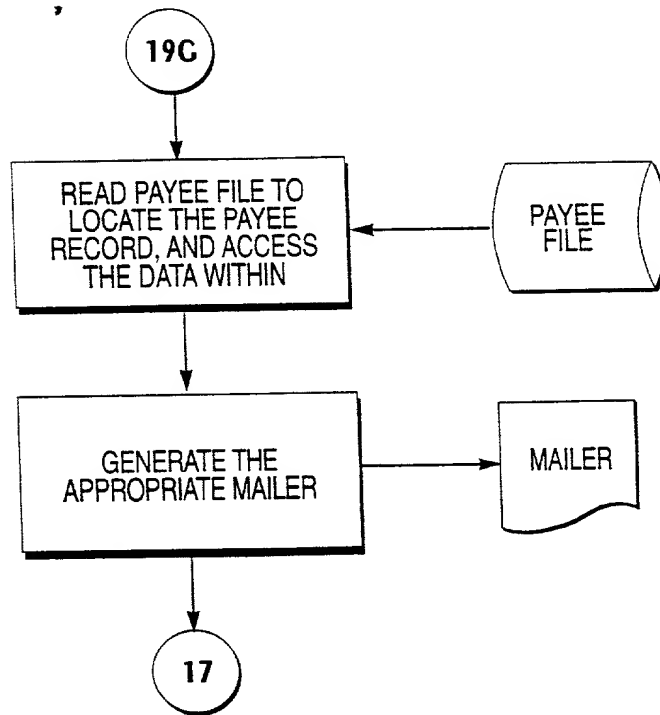 19G
READ PAYEE FILE TO
LOCATE THE PAYEE
RECORD, AND ACCESS
THE DATA WITHIN
PAYEE
FILE
GENERATE THE
APPROPRIATE MAILER
MAILER
17